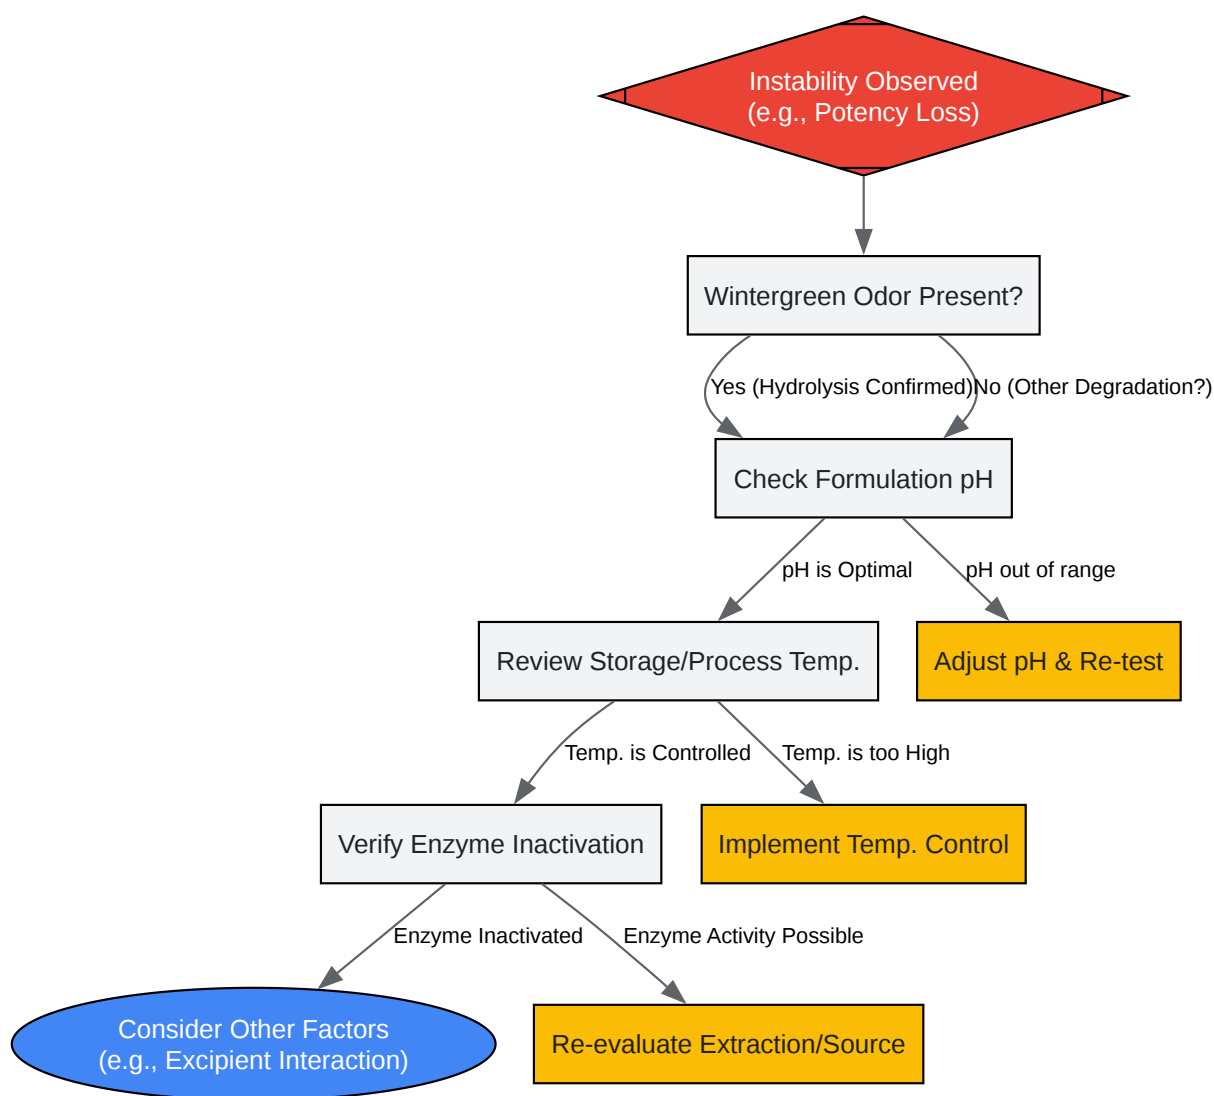 Instability Observed
(e.g., Potency Loss)
Wintergreen Odor Present?
Yes (Hydrolysis Confirmed)
No (Other Degradation?)
Check Formulation pH
pH is Optimal
pH out of range
Review Storage/Process Temp.
Adjust pH & Re-test
Temp. is Controlled
Temp. is too High
Verify Enzyme Inactivation
Implement Temp. Control
Enzyme Inactivated
Enzyme Activity Possible
Consider Other Factors
(e.g., Excipient Interaction)
Re-evaluate Extraction/Source